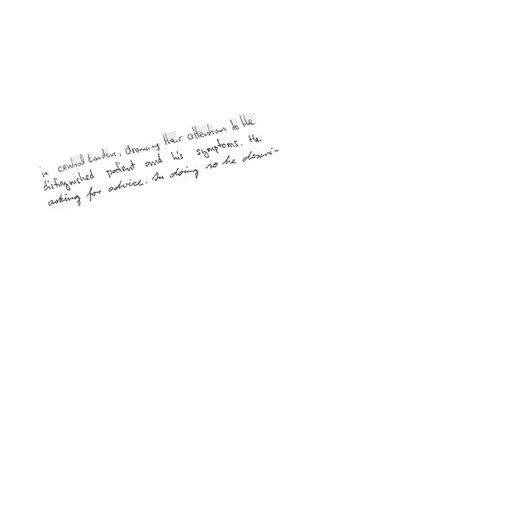 in central London, drawing their attention to the
distinguished patient and his symptoms. He
asking for advice. In doing so he descri-